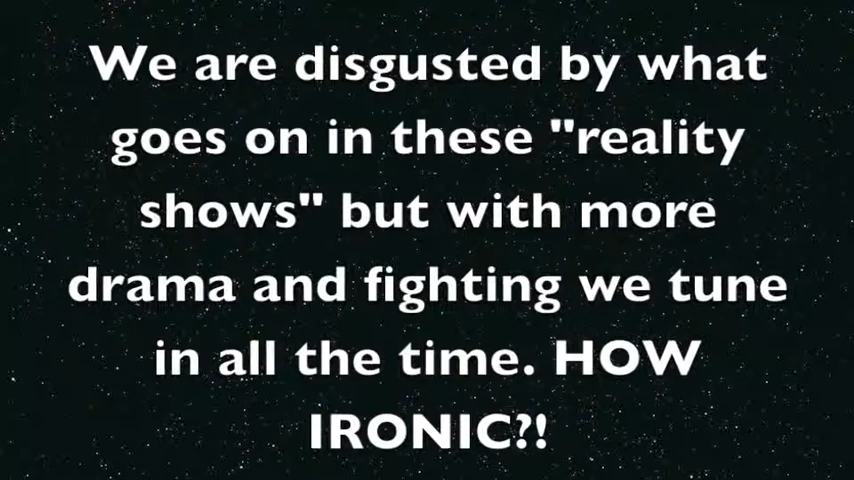 We are disgusted by what
goes on in these "reality
shows" but with more
drama and fighting we tune
in all the time. HOW
IRONIC?!